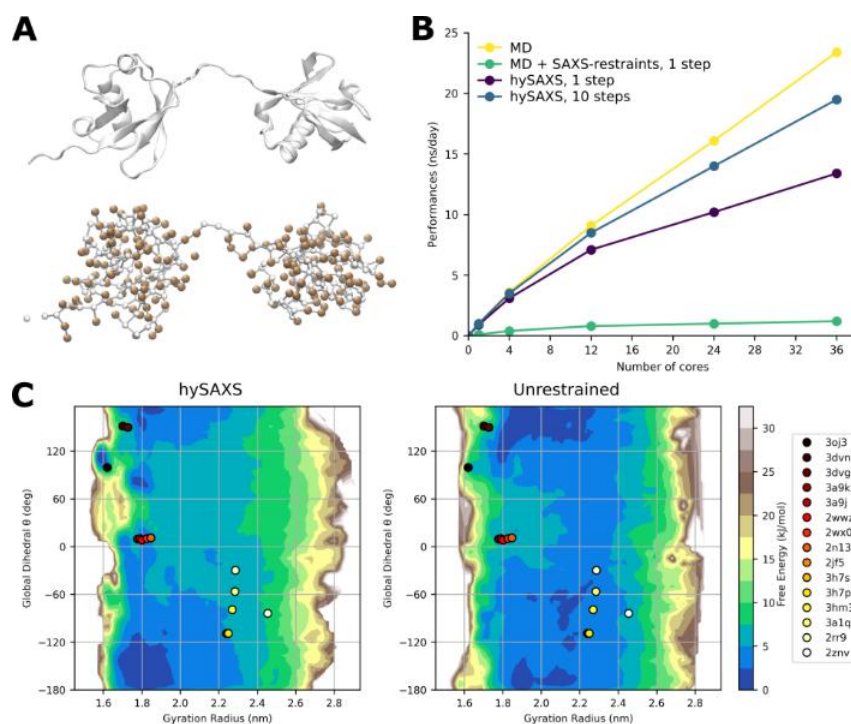 A
B
MD
MD + SAXS-restraints, 1 step
hySAXS, 1 step
hySAXS, 10 steps
25
20
15
10
5
0
Performances (ns/day)
0 4 8 12 16 20 24 28 32 36
Number of cores
C
hySAXS
Unrestrained
120
60
0
−60
−120
−180
Global Dihedral θ (deg)
1.6 1.8 2.0 2.2 2.4 2.6 2.8
Gyration Radius (nm)
120
60
0
−60
−120
−180
Global Dihedral θ (deg)
1.6 1.8 2.0 2.2 2.4 2.6 2.8
Gyration Radius (nm)
30
25
20
15
10
5
0
Free Energy (kJ/mol)
3oj3
3dvn
3dvg
3a9k
3a9j
2wwz
2wx0
2n13
2jf5
3h7s
3h7p
3hm3
3a1q
2rr9
2znv